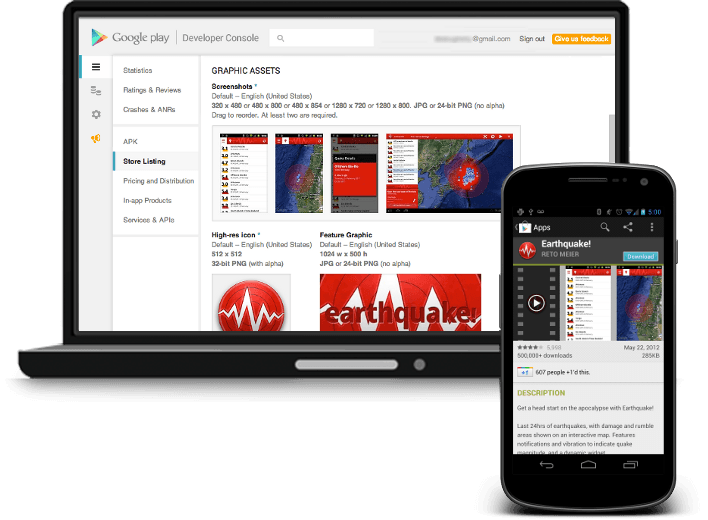 Google play | Developer Console
@gmail.com
Sign out
Give us feedback
Statistics
Ratings & Reviews
Crashes & ANRs
APK
Store Listing
Pricing and Distribution
In-app Products
Services & APIs
GRAPHIC ASSETS
Screenshots *
Default – English (United States)
320 x 480 or 480 x 800 or 480 x 854 or 1280 x 720 or 1280 x 800. JPG or 24-bit PNG (no alpha)
Drag to reorder. At least two are required.
High-res icon *
Default – English (United States)
512 x 512
32-bit PNG (with alpha)
Feature Graphic
Default – English (United States)
1024 w x 500 h
JPG or 24-bit PNG (no alpha)
earthquake!
5:00
Apps
Earthquake!
RETO MEIER
Download
May 22, 2012
500,000+ downloads
285KB
+1
607 people +1'd this.
DESCRIPTION
Get a head start on the apocalypse with Earthquake!
Last 24hrs of earthquakes, with damage and rumble
areas shown on an interactive map. Features
notifications and vibration to indicate quake
magnitude, and a dynamic widget.